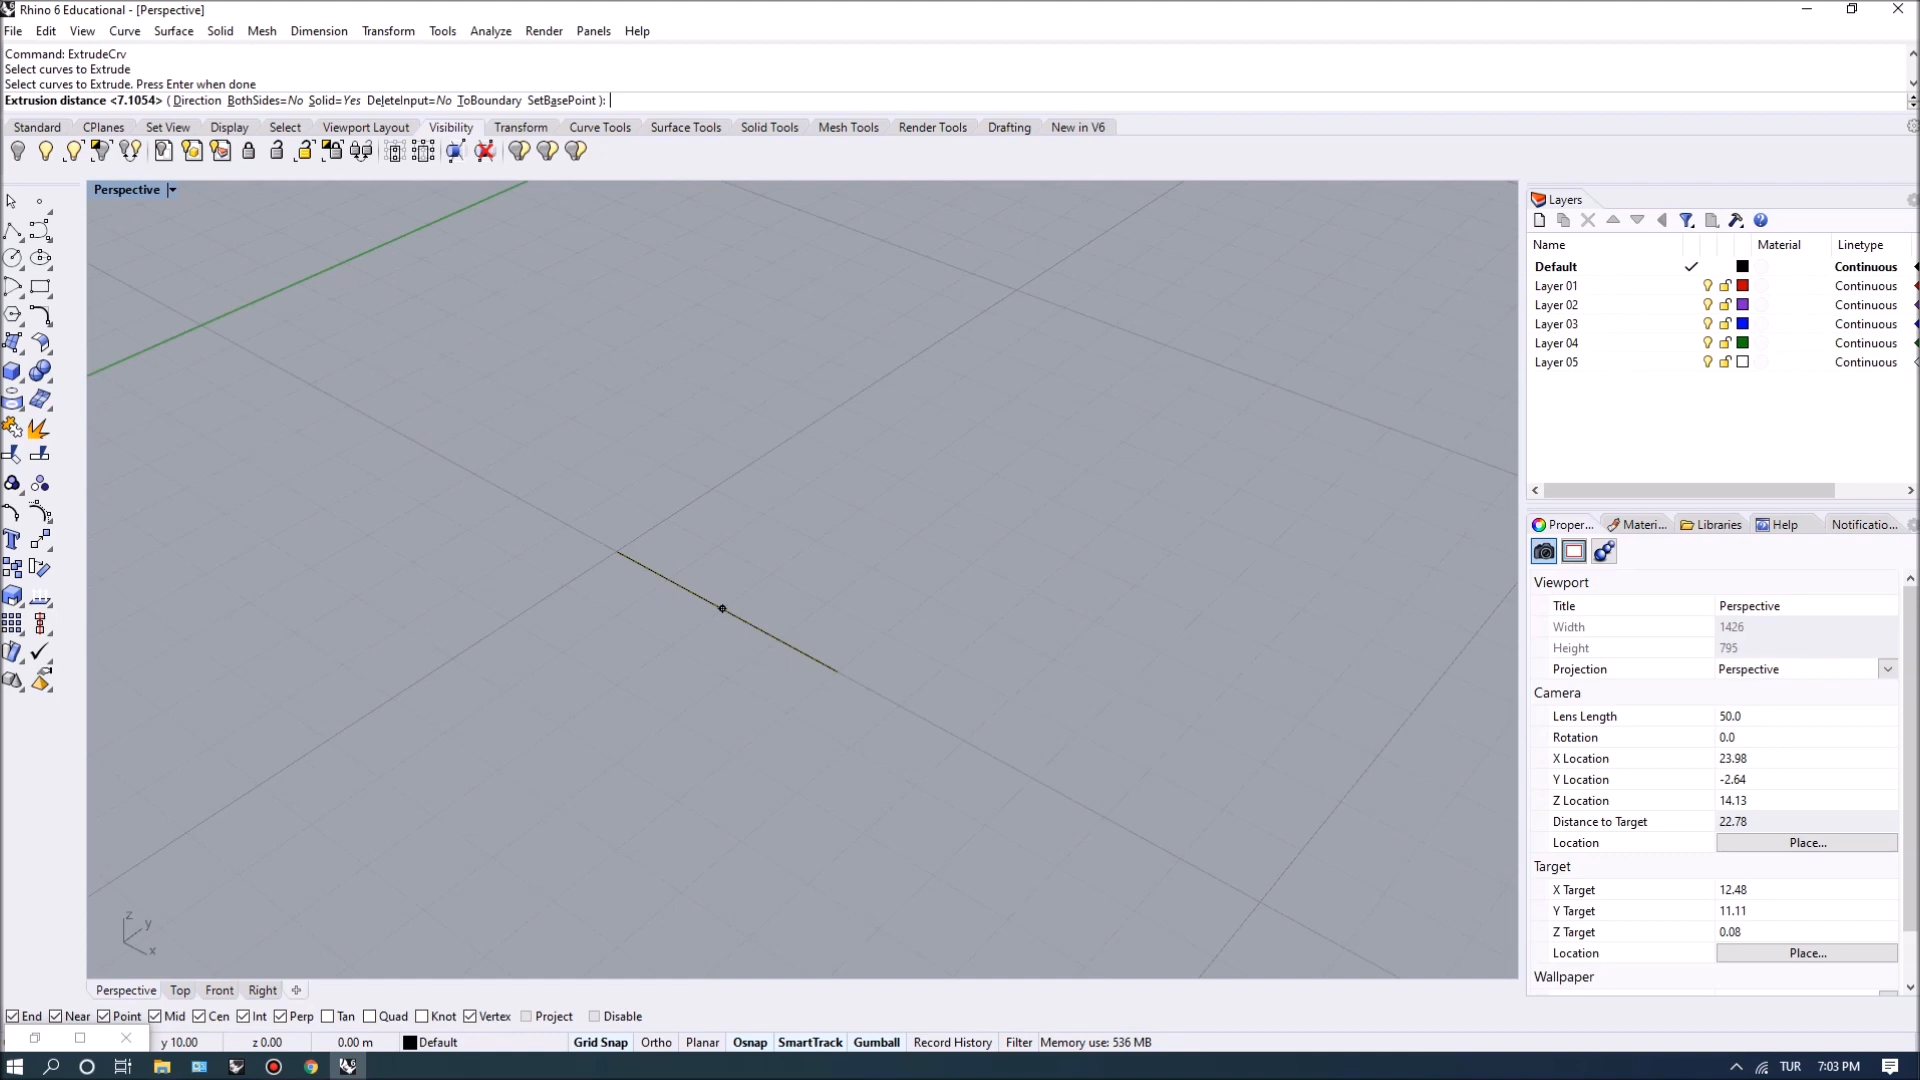 Rhino 6 Educational - [Perspective]
File Edit View Curve Surface Solid Mesh Dimension Transform Tools Analyze Render Panels Help
Command: ExtrudeCrv
Select curves to Extrude
Select curves to Extrude. Press Enter when done
Extrusion distance <7.1054> ( Direction BothSides=No Solid=Yes DeleteInput=No ToBoundary SetBasePoint ):
Standard CPlanes Set View Display Select Viewport Layout Visibility Transform Curve Tools Surface Tools Solid Tools Mesh Tools Render Tools Drafting New in V6
Perspective
Layers
Name Material Linetype
Default Continuous
Layer 01 Continuous
Layer 02 Continuous
Layer 03 Continuous
Layer 04 Continuous
Layer 05 Continuous
Proper... Materi... Libraries Help Notificatio...
Viewport
Title Perspective
Width 1426
Height 795
Projection Perspective
Camera
Lens Length 50.0
Rotation 0.0
X Location 23.98
Y Location -2.64
Z Location 14.13
Distance to Target 22.78
Location Place...
Target
X Target 12.48
Y Target 11.11
Z Target 0.08
Location Place...
Wallpaper
z
y
x
Perspective Top Front Right
End Near Point Mid Cen Int Perp Tan Quad Knot Vertex Project Disable
y 10.00 z 0.00 0.00 m Default Grid Snap Ortho Planar Osnap SmartTrack Gumball Record History Filter Memory use: 536 MB
TUR 7:03 PM